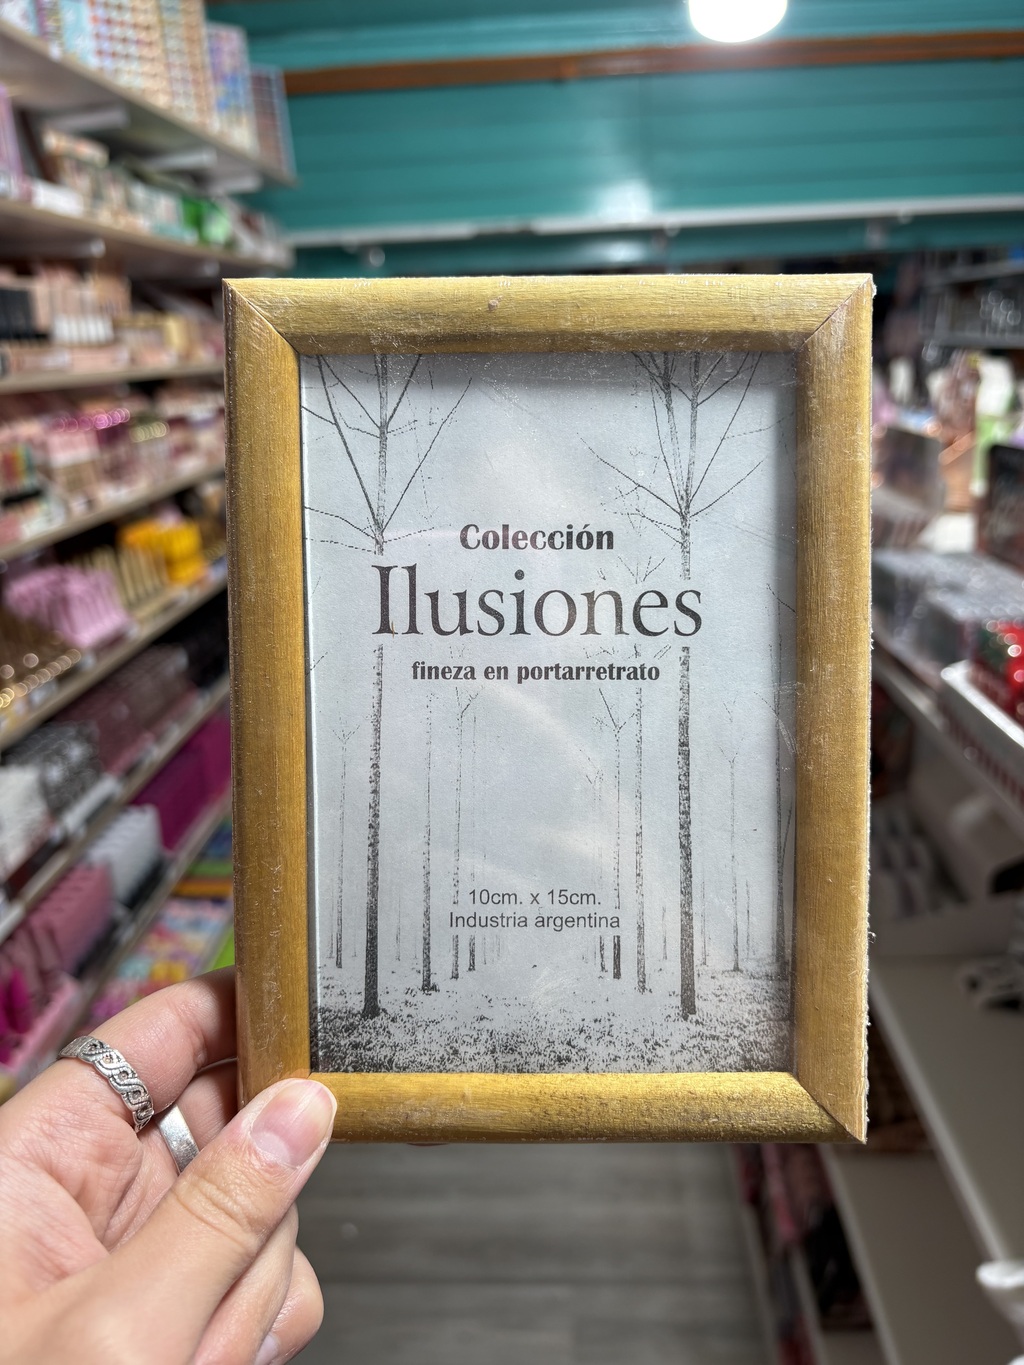 Colección
Ilusiones
fineza en portarretrato
10cm. x 15cm.
Industria argentina